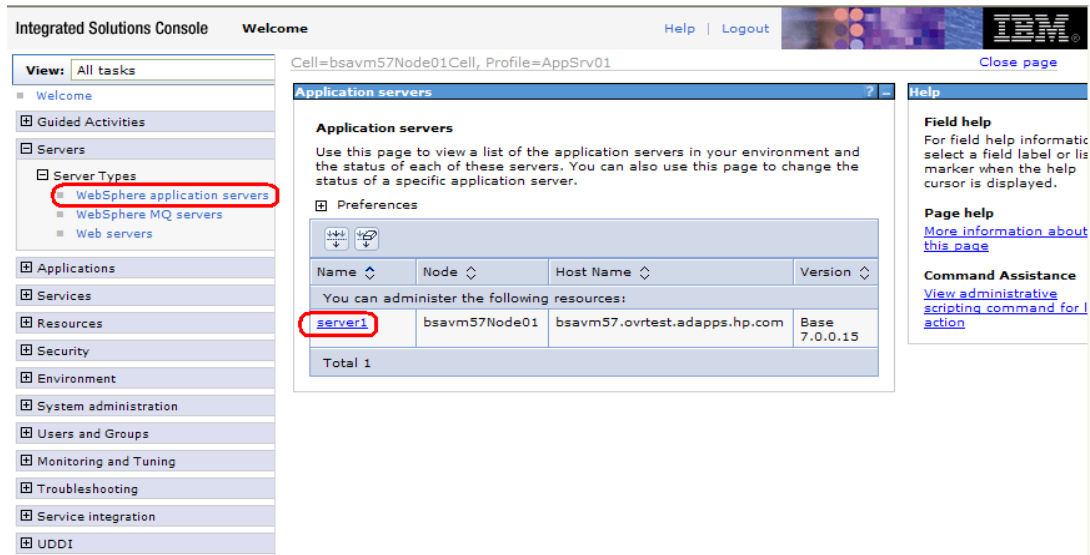 Integrated Solutions Console Welcome
Help | Logout
IBM®
View: All tasks
Welcome
Guided Activities
Servers
Server Types
WebSphere application servers
WebSphere MQ servers
Web servers
Applications
Services
Resources
Security
Environment
System administration
Users and Groups
Monitoring and Tuning
Troubleshooting
Service integration
UDDI
Cell=bsavm57Node01Cell, Profile=AppSrv01
Close page
Application servers ? _
Application servers
Use this page to view a list of the application servers in your environment and
the status of each of these servers. You can also use this page to change the
status of a specific application server.
Preferences
Name Node Host Name Version
You can administer the following resources:
server1 bsavm57Node01 bsavm57.ovrtest.adapps.hp.com Base
7.0.0.15
Total 1
Help
Field help
For field help informatic
select a field label or lis
marker when the help
cursor is displayed.
Page help
More information about
this page
Command Assistance
View administrative
scripting command for l
action